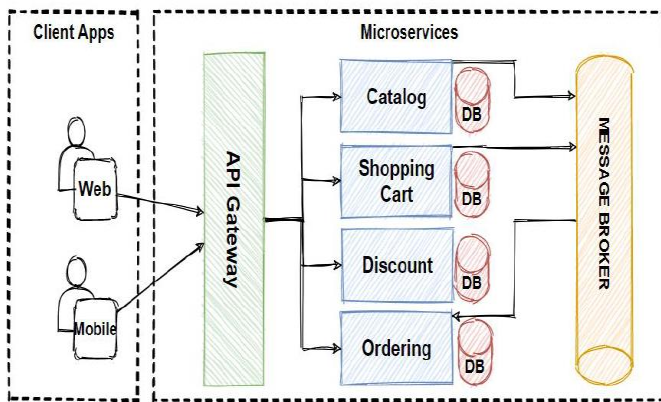 Client Apps
Microservices
Web
Mobile
API Gateway
Catalog
DB
Shopping
Cart
DB
Discount
DB
Ordering
DB
MESSAGE BROKER